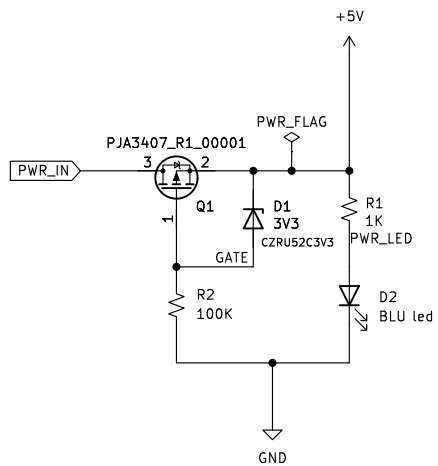 +5V
PWR_FLAG
PJA3407_R1_00001
PWR_IN
3
2
Q1
1
D1
3V3
CZRU52C3V3
R1
1K
PWR_LED
GATE
R2
100K
D2
BLU led
GND